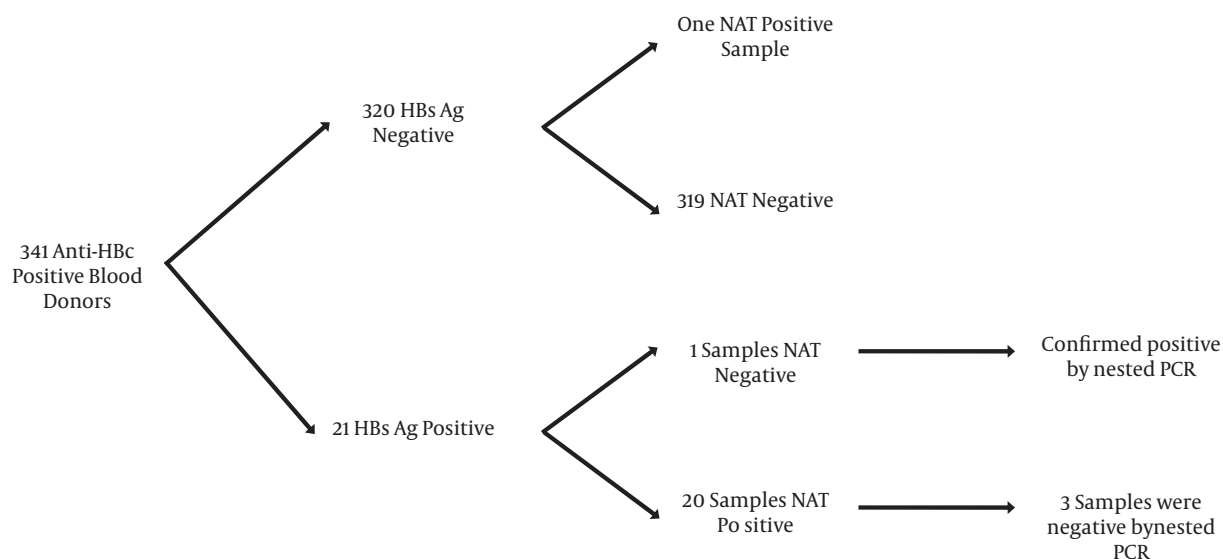 341 Anti-HBc
Positive Blood
Donors
320 HBs Ag
Negative
One NAT Positive
Sample
319 NAT Negative
21 HBs Ag Positive
1 Samples NAT
Negative
Confirmed positive
by nested PCR
20 Samples NAT
Po sitive
3 Samples were
negative bynested
PCR